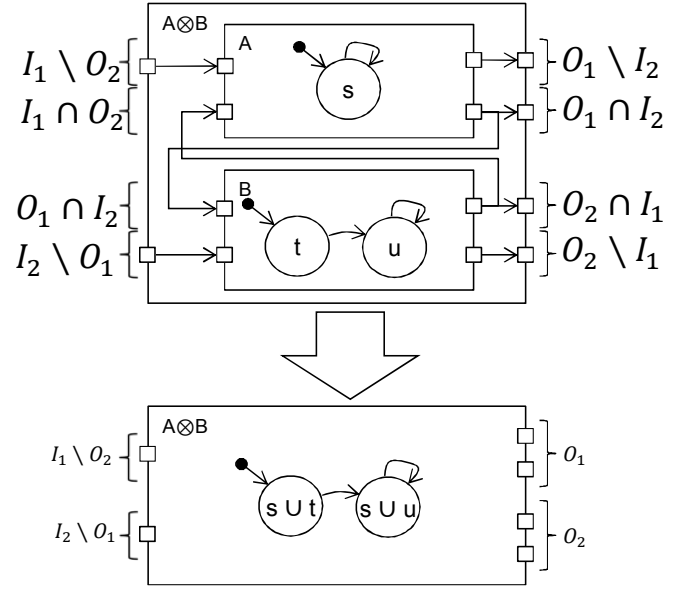 A⊗B
A
I₁ \ O₂
I₁ ∩ O₂
s
O₁ \ I₂
O₁ ∩ I₂
B
O₁ ∩ I₂
I₂ \ O₁
t
u
O₂ ∩ I₁
O₂ \ I₁
A⊗B
I₁ \ O₂
I₂ \ O₁
s ∪ t
s ∪ u
O₁
O₂